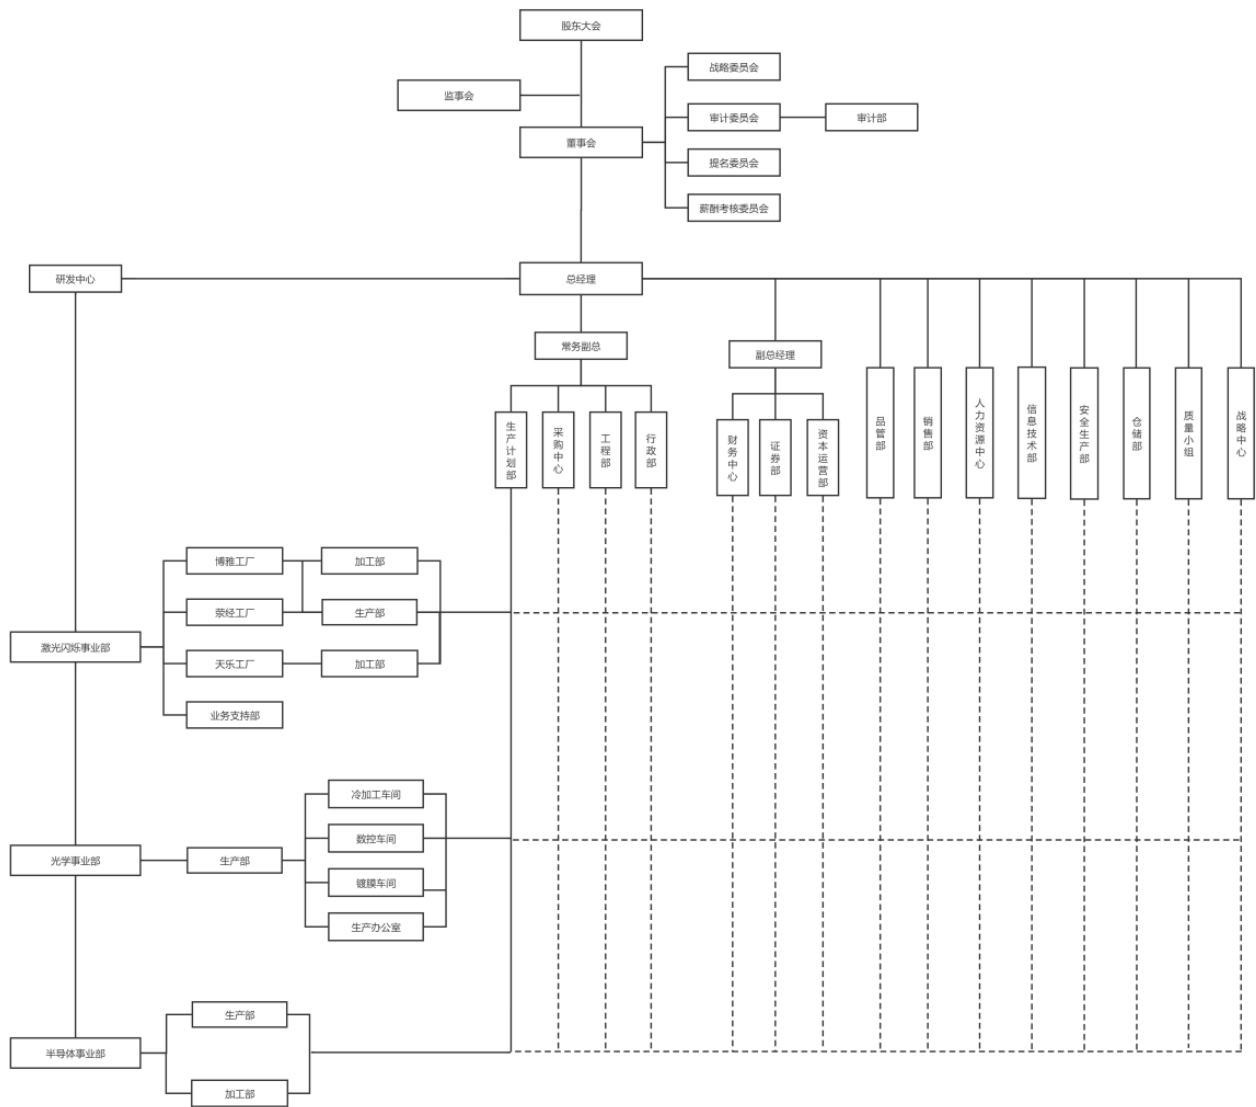 股东大会
战略委员会
监事会
审计委员会
审计部
董事会
提名委员会
薪酬考核委员会
研发中心
总经理
常务副总
副总经理
生产计划部
采购中心
工程部
行政部
财务中心
证券部
资本运营部
品管部
销售部
人力资源中心
信息技术部
安全生产部
仓储部
质量小组
战略中心
博雅工厂
加工部
荥经工厂
生产部
激光闪烁事业部
天乐工厂
加工部
业务支持部
冷加工车间
数控车间
光学事业部
生产部
镀膜车间
生产办公室
生产部
半导体事业部
加工部